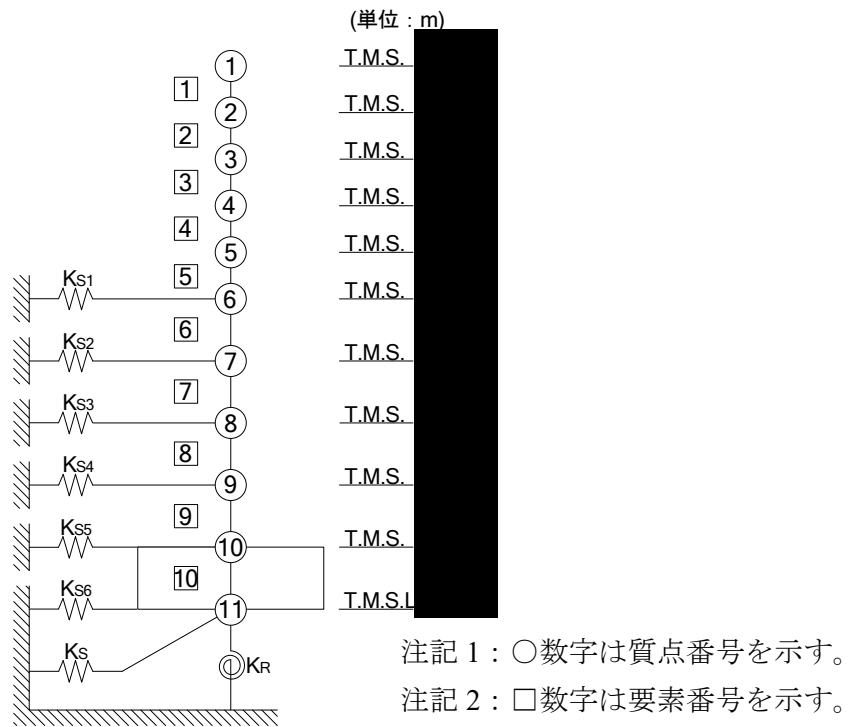 (単位：m)
① T.M.S.
1
② T.M.S.
2
③ T.M.S.
3
④ T.M.S.
4
⑤ T.M.S.
5
KS1 ⑥ T.M.S.
6
KS2 ⑦ T.M.S.
7
KS3 ⑧ T.M.S.
8
KS4 ⑨ T.M.S.
9
KS5 ⑩ T.M.S.
10
KS6 ⑪ T.M.S.L
KS KR
注記 1：○数字は質点番号を示す。
注記 2：□数字は要素番号を示す。